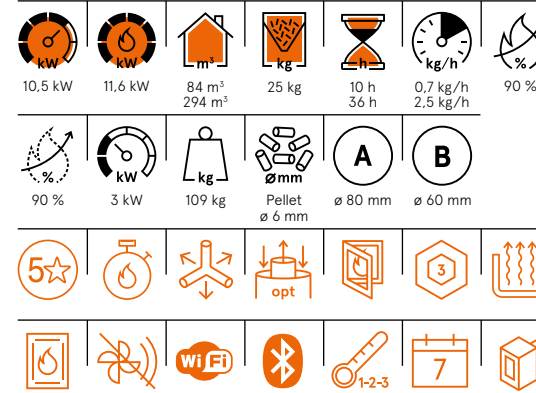 kW kW m³ kg h kg/h %
10,5 kW 11,6 kW 84 m³ 25 kg 10 h 0,7 kg/h 90 %
294 m³ 36 h 2,5 kg/h
% kW kg ømm A B
90 % 3 kW 109 kg Pellet ø 80 mm ø 60 mm
ø 6 mm
5 opt 3
WiFi 1-2-3 7